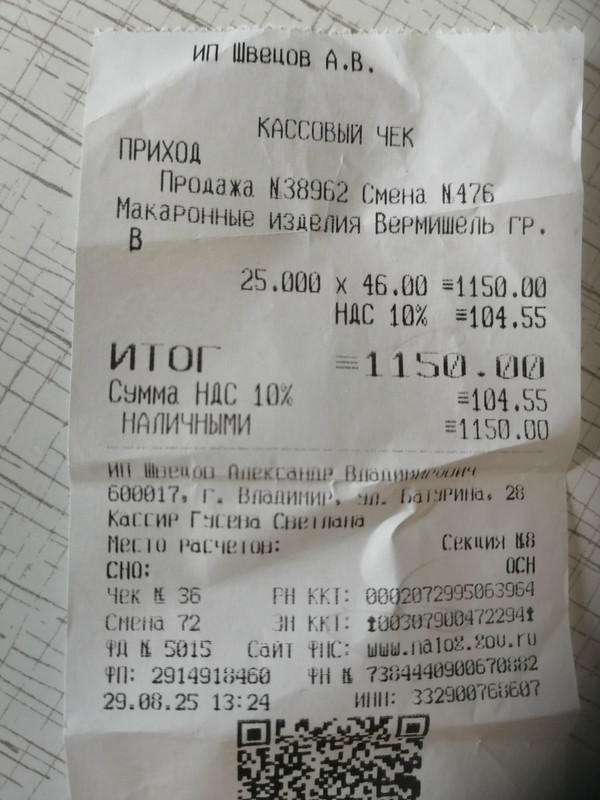 ИП Швецов А.В.
КАССОВЫЙ ЧЕК
ПРИХОД
Продажа №38962 Смена №476
Макаронные изделия Вермишель гр.
В
25.000 x 46.00 =1150.00
НДС 10% =104.55
ИТОГ =1150.00
Сумма НДС 10% =104.55
НАЛИЧНЫМИ =1150.00
ИП Швецов Александр Владимирович
600017, г. Владимир, ул. Батурина, 28
Кассир Гусева Светлана
Место расчетов: Секция №8
СНО: ОСН
Чек № 36 РН ККТ: 0002072995063964
Смена 72 ЗН ККТ: 00307900472294
ФД № 5015 Сайт ФНС: www.nalog.gov.ru
ФП: 2914918460 ФН № 7384440900670882
29.08.25 13:24 ИНН: 332900768607